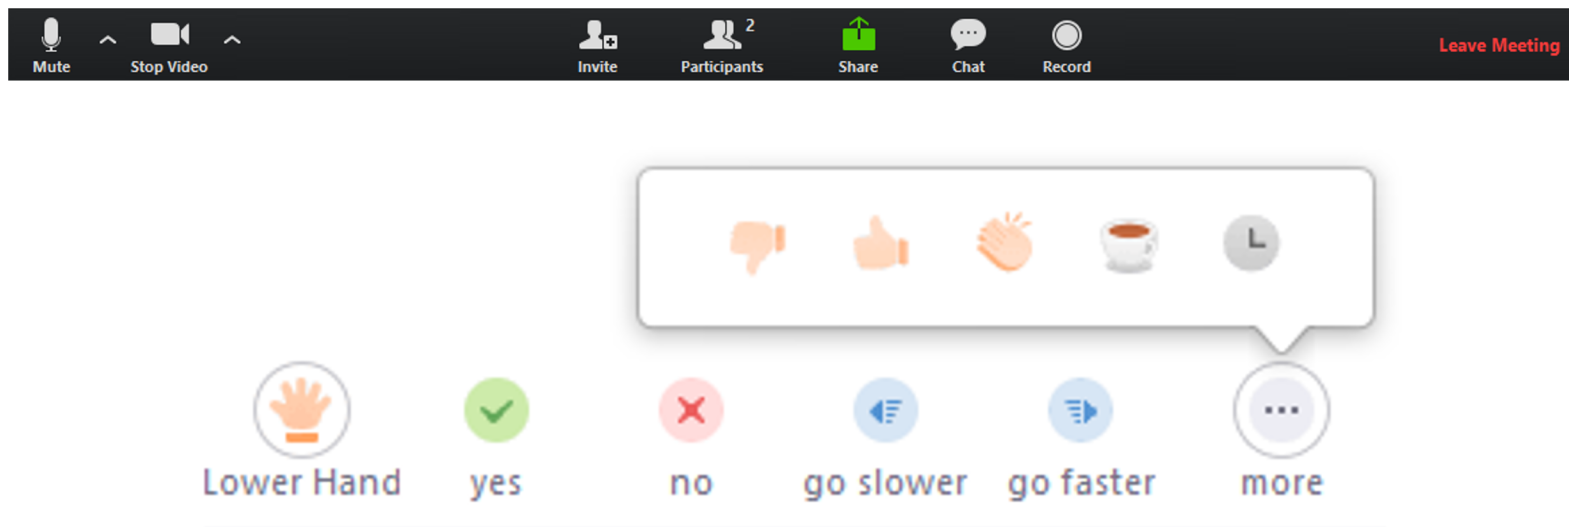 2
Mute Stop Video Invite Participants Share Chat Record Leave Meeting
Lower Hand yes no go slower go faster more